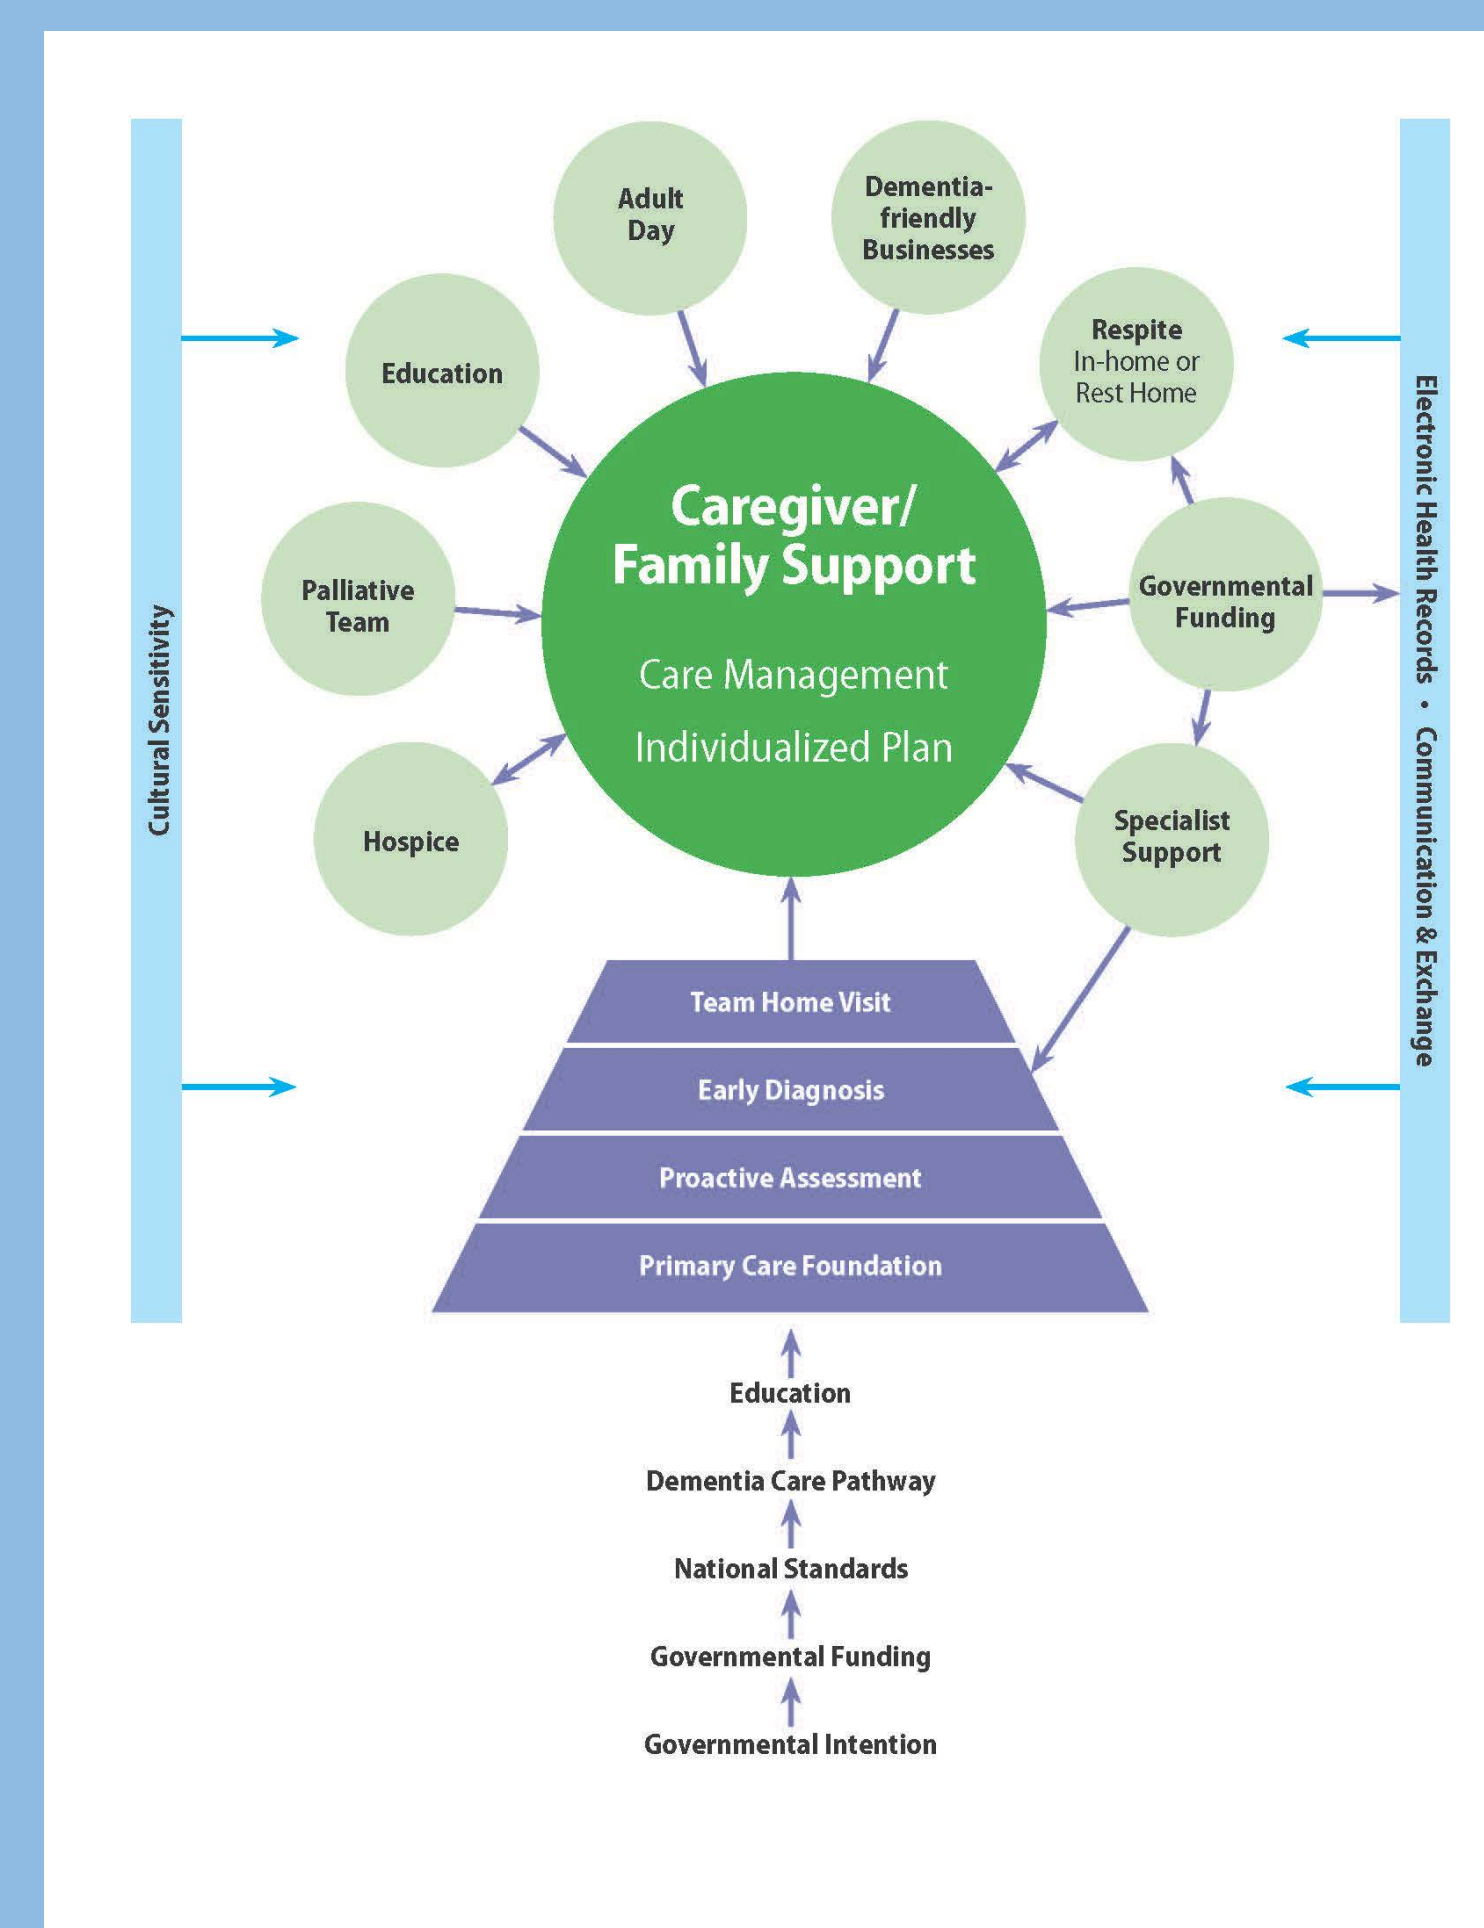 Adult
Day
Dementia-
friendly
Businesses
Education
Respite
In-home or
Rest Home
Caregiver/
Family Support
Care Management
Individualized Plan
Palliative
Team
Governmental
Funding
Hospice
Specialist
Support
Cultural Sensitivity
Electronic Health Records • Communication & Exchange
Team Home Visit
Early Diagnosis
Proactive Assessment
Primary Care Foundation
Education
Dementia Care Pathway
National Standards
Governmental Funding
Governmental Intention